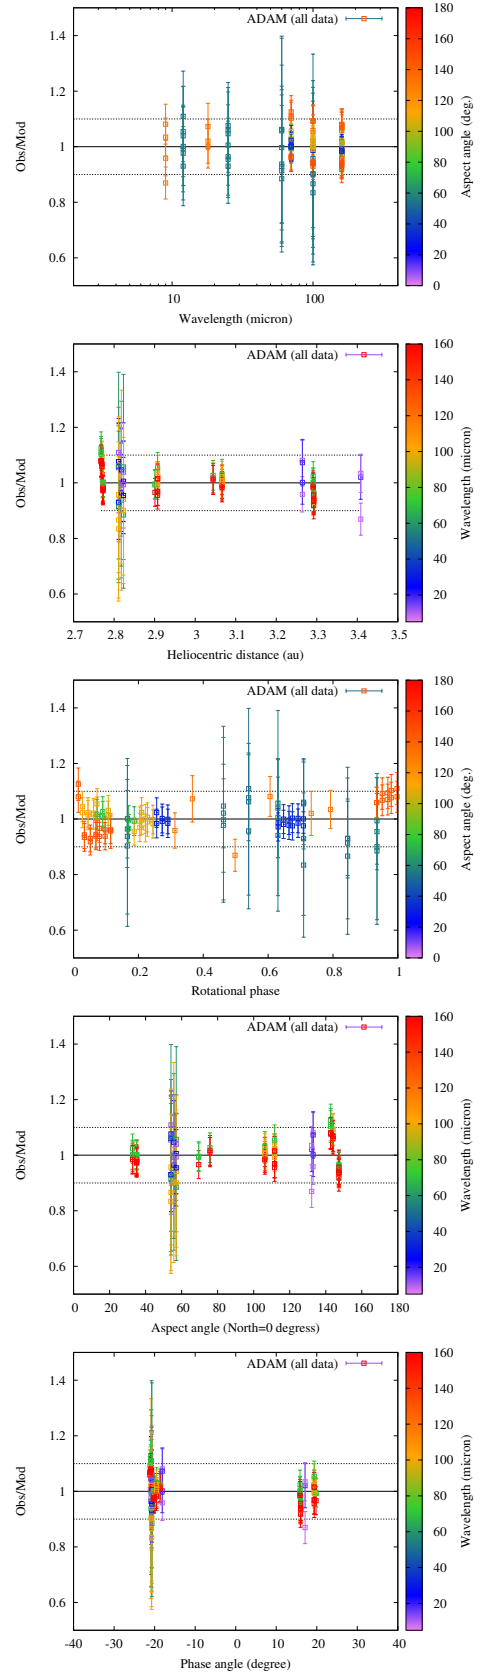 ADAM (all data)
1.4
1.2
1
0.8
0.6
Obs/Mod
10
100
Wavelength (micron)
180
160
140
120
100
80
60
40
20
0
Aspect angle (deg.)
ADAM (all data)
1.4
1.2
1
0.8
0.6
Obs/Mod
2.7 2.8 2.9 3 3.1 3.2 3.3 3.4 3.5
Heliocentric distance (au)
160
140
120
100
80
60
40
20
Wavelength (micron)
ADAM (all data)
1.4
1.2
1
0.8
0.6
Obs/Mod
0 0.2 0.4 0.6 0.8 1
Rotational phase
180
160
140
120
100
80
60
40
20
0
Aspect angle (deg.)
ADAM (all data)
1.4
1.2
1
0.8
0.6
Obs/Mod
0 20 40 60 80 100 120 140 160 180
Aspect angle (North=0 degress)
160
140
120
100
80
60
40
20
Wavelength (micron)
ADAM (all data)
1.4
1.2
1
0.8
0.6
Obs/Mod
-40 -30 -20 -10 0 10 20 30 40
Phase angle (degree)
160
140
120
100
80
60
40
20
Wavelength (micron)